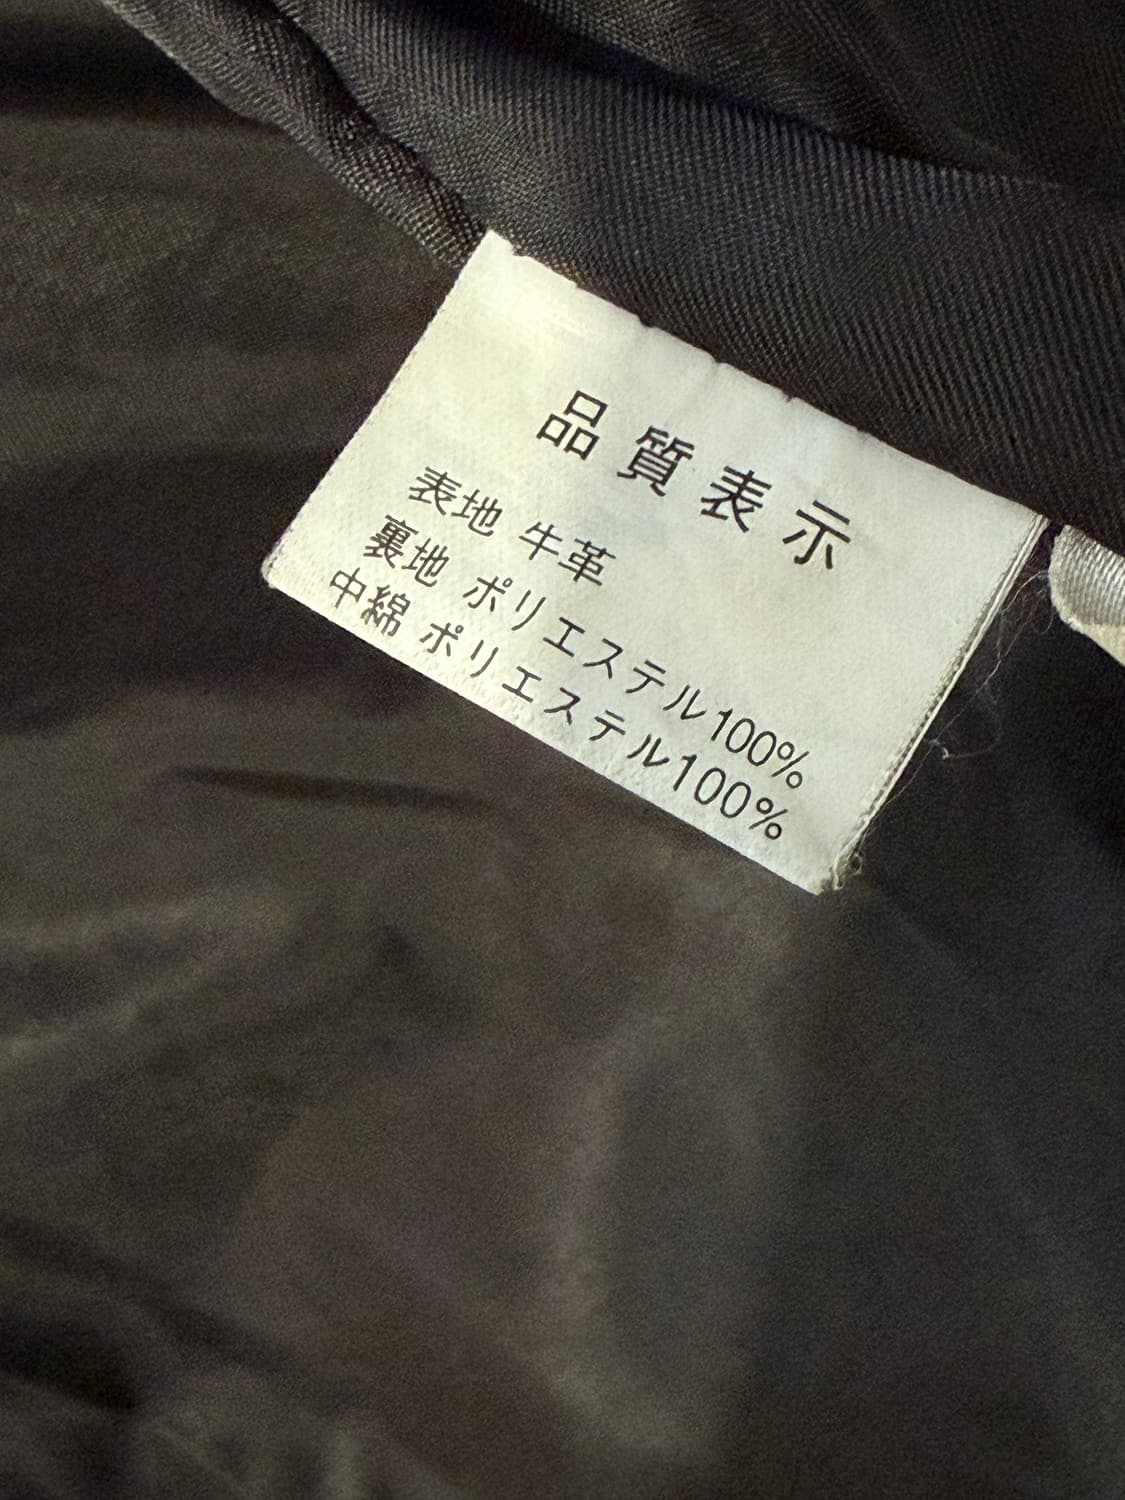 品質表示
表地 牛革
裏地 ポリエステル100%
中綿 ポリエステル100%